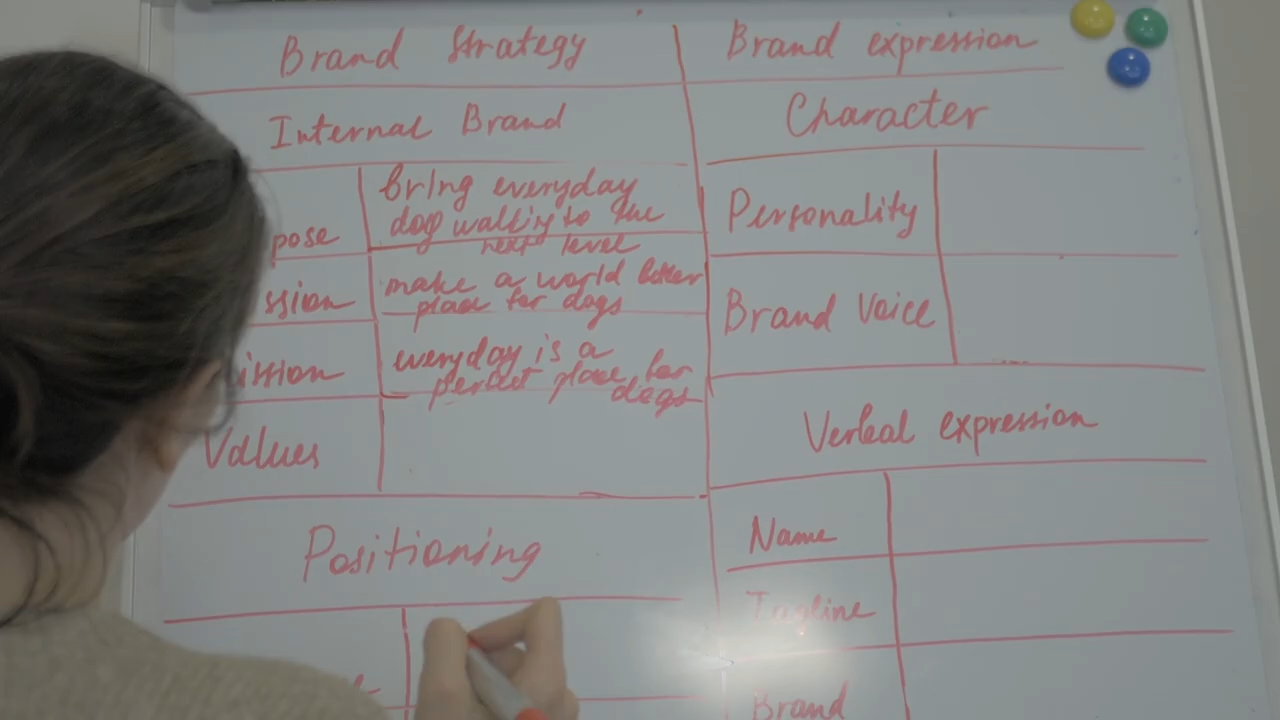 Brand Strategy
Internal Brand
pose
bring everyday
dog walking to the
next level
ssion
make a world better
place for dogs
ission
everyday is a
perfect place for
dogs
Values
Positioning
Brand expression
Character
Personality
Brand Voice
Verbal expression
Name
Tagline
Brand